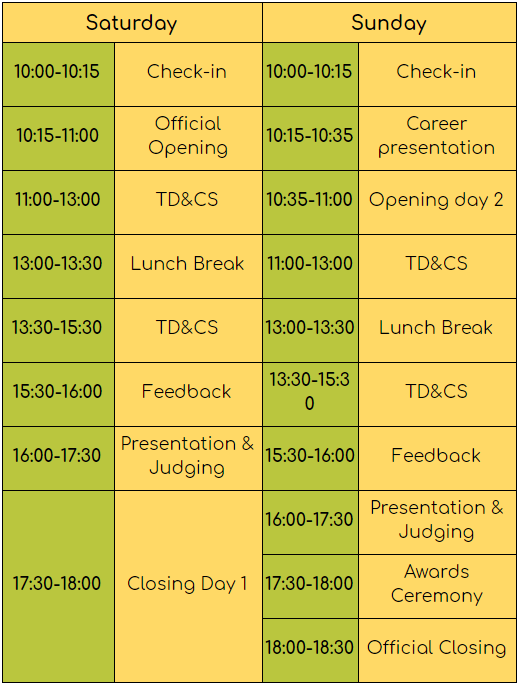 Saturday Sunday
10:00-10:15 Check-in 10:00-10:15 Check-in
10:15-11:00 Official Opening 10:15-10:35 Career presentation
11:00-13:00 TD&CS 10:35-11:00 Opening day 2
13:00-13:30 Lunch Break 11:00-13:00 TD&CS
13:30-15:30 TD&CS 13:00-13:30 Lunch Break
15:30-16:00 Feedback 13:30-15:30 TD&CS
16:00-17:30 Presentation & Judging 15:30-16:00 Feedback
17:30-18:00 Closing Day 1 16:00-17:30 Presentation & Judging
17:30-18:00 Awards Ceremony
18:00-18:30 Official Closing